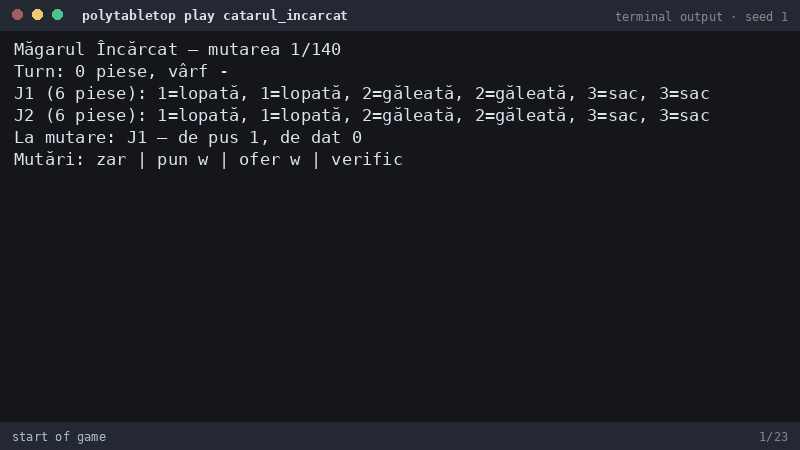 polytabletop play catarul_incarcat
terminal output · seed 1
Măgarul Încărcat — mutarea 1/140
Turn: 0 piese, vârf -
J1 (6 piese): 1=lopată, 1=lopată, 2=găleată, 2=găleată, 3=sac, 3=sac
J2 (6 piese): 1=lopată, 1=lopată, 2=găleată, 2=găleată, 3=sac, 3=sac
La mutare: J1 — de pus 1, de dat 0
Mutări: zar | pun w | ofer w | verific
start of game
1/23